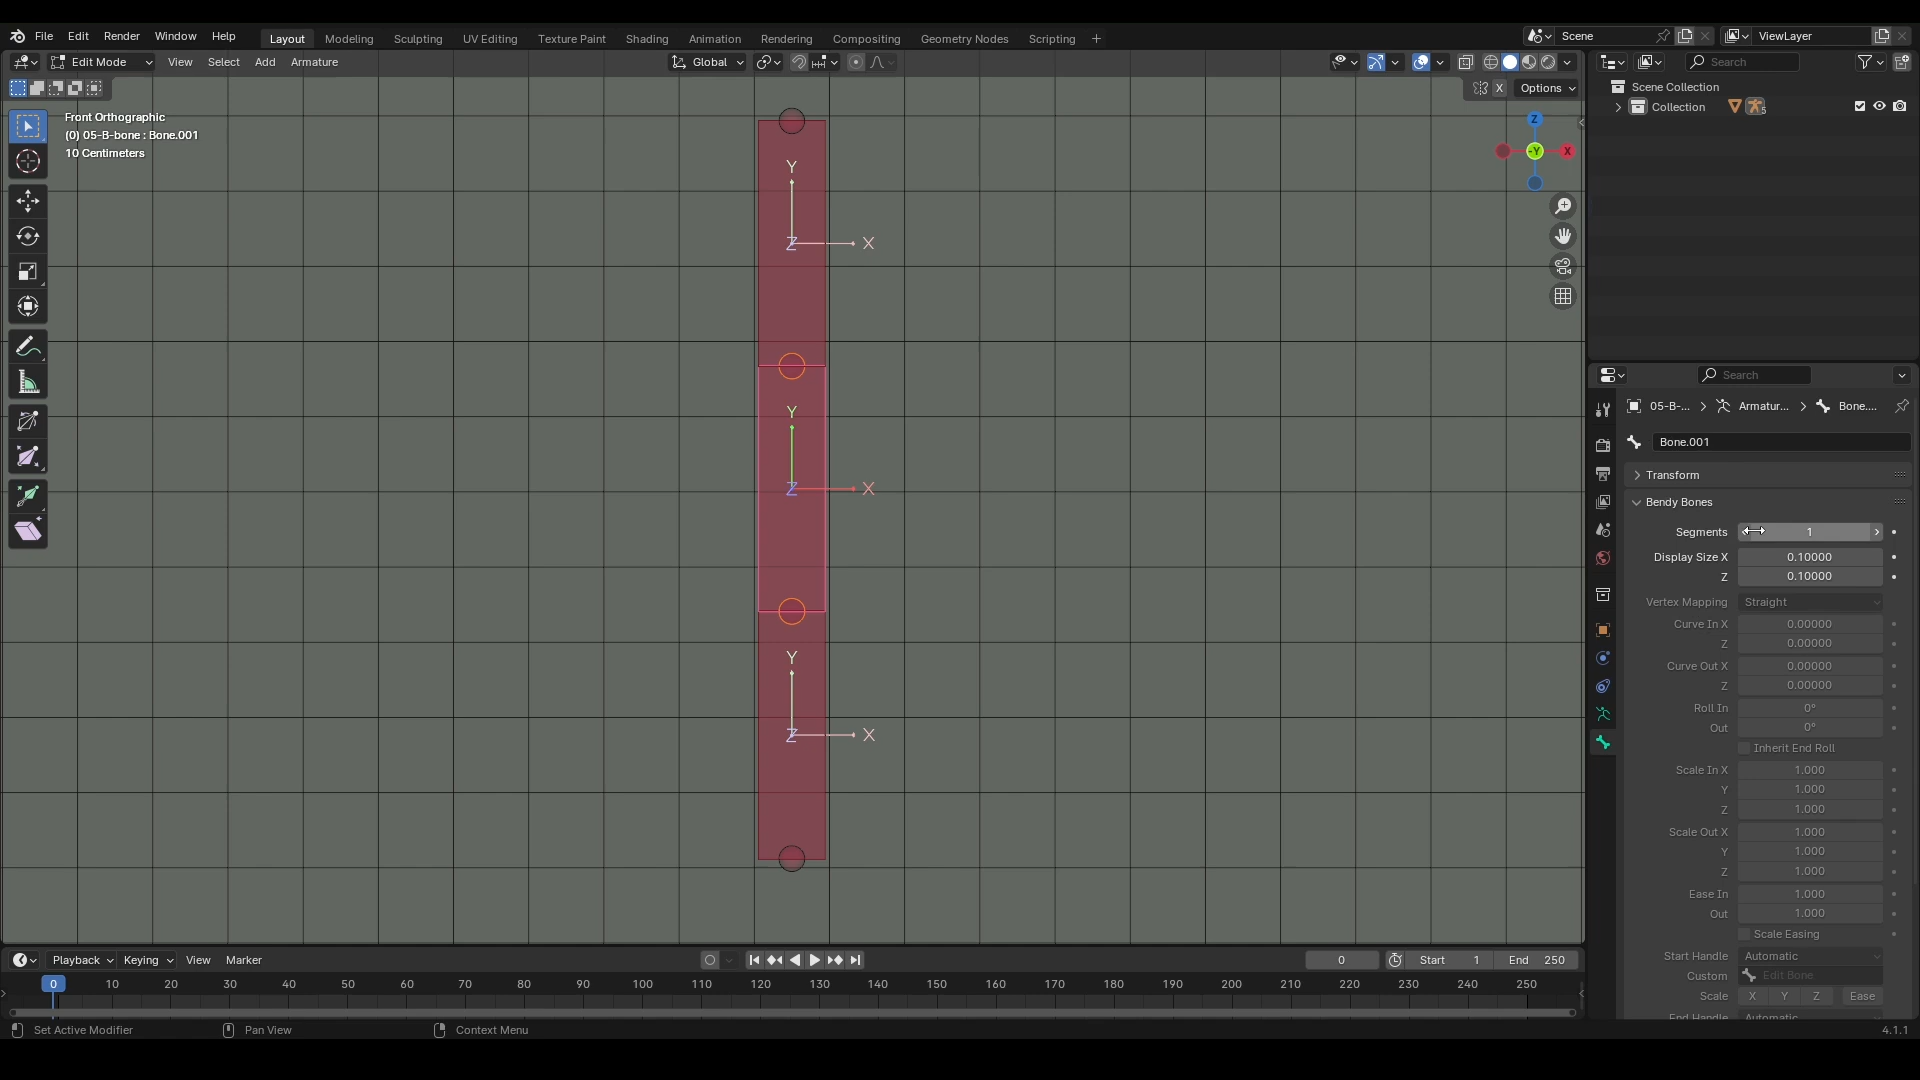 File Edit Render Window Help Layout Modeling Sculpting UV Editing Texture Paint Shading Animation Rendering Compositing Geometry Nodes Scripting + Scene ViewLayer
Edit Mode View Select Add Armature Global Search
X Options
Scene Collection
Collection 5
Front Orthographic
(0) 05-B-bone : Bone.001
10 Centimeters
Z
-Y X
Y
Z X
Y
Z X
Y
Z X
Search
05-B-... Armatur... Bone....
Bone.001
Transform
Bendy Bones
Segments 1
Display Size X 0.10000
Z 0.10000
Vertex Mapping Straight
Curve In X 0.00000
Z 0.00000
Curve Out X 0.00000
Z 0.00000
Roll In 0°
Out 0°
Inherit End Roll
Scale In X 1.000
Y 1.000
Z 1.000
Scale Out X 1.000
Y 1.000
Z 1.000
Ease In 1.000
Out 1.000
Scale Easing
Start Handle Automatic
Custom Edit Bone
Scale X Y Z Ease
End Handle Automatic
Playback Keying View Marker 0 Start 1 End 250
0 10 20 30 40 50 60 70 80 90 100 110 120 130 140 150 160 170 180 190 200 210 220 230 240 250
Set Active Modifier Pan View Context Menu 4.1.1